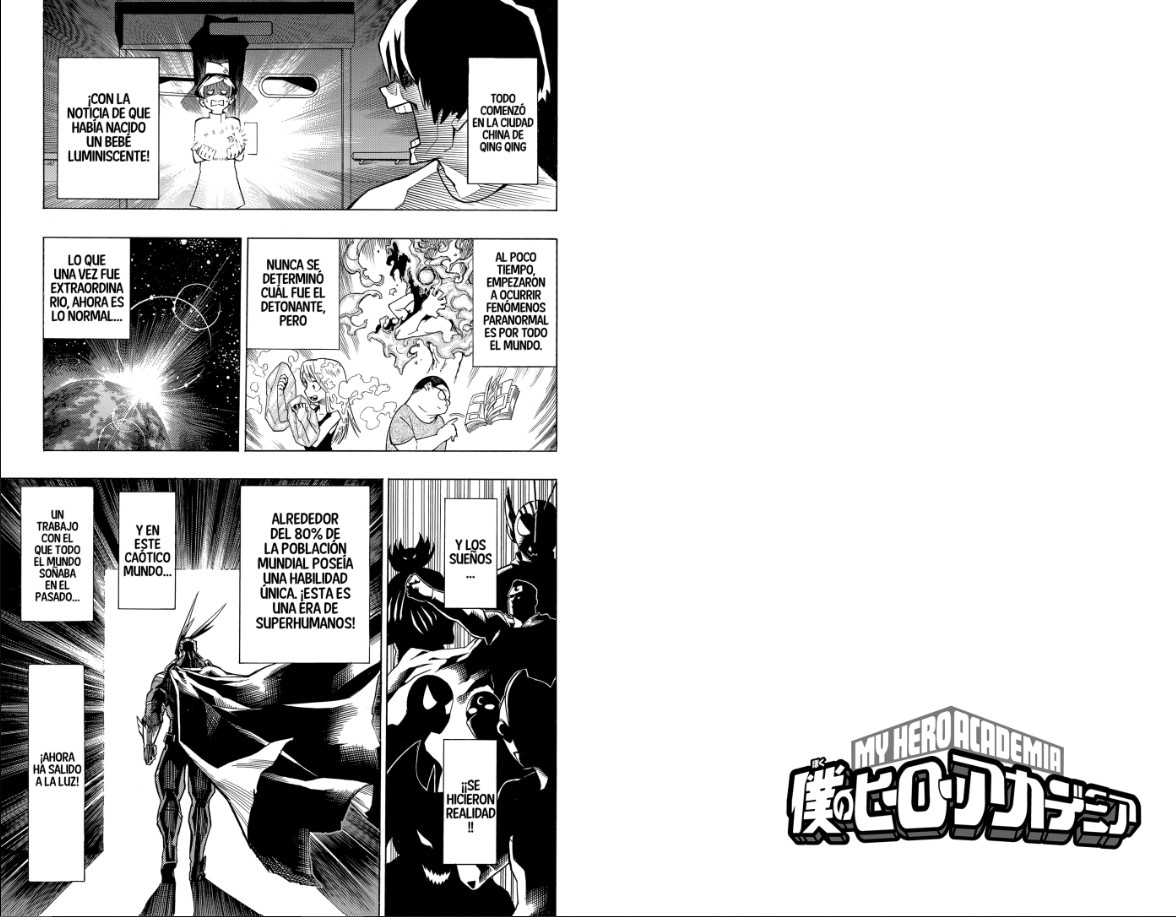 MY HERO ACADEMIA
ぼく
僕のヒーローアカデミア
TODO
COMENZÓ
EN LA CIUDAD
CHINA DE
QING QING
¡CON LA
NOTICIA DE QUE
HABÍA NACIDO
UN BEBÉ
LUMINISCENTE!
AL POCO
TIEMPO,
EMPEZARÓN
A OCURRIR
FENÓMENOS
PARANORMAL
ES POR TODO
EL MUNDO.
NUNCA SE
DETERMINÓ
CUÁL FUE EL
DETONANTE,
PERO
LO QUE
UNA VEZ FUE
EXTRAORDINA
RIO, AHORA ES
LO NORMAL...
Y LOS
SUEÑOS
...
¡¡SE
HICIERON
REALIDAD
!!
ALREDEDOR
DEL 80% DE
LA POBLACIÓN
MUNDIAL POSEÍA
UNA HABILIDAD
ÚNICA. ¡ESTA ES
UNA ERA DE
SUPERHUMANOS!
Y EN
ESTE
CAÓTICO
MUNDO...
UN
TRABAJO
CON EL
QUE TODO
EL MUNDO
SOÑABA
EN EL
PASADO...
¡AHORA
HA SALIDO
A LA LUZ!